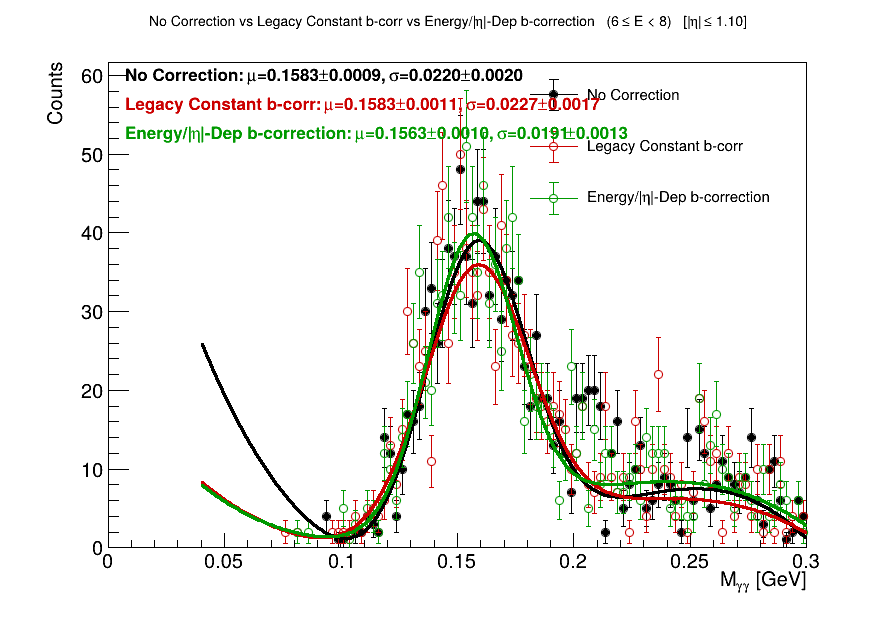 No Correction vs Legacy Constant b-corr vs Energy/|η|-Dep b-correction (6 ≤ E < 8) [|η| ≤ 1.10]
Counts
No Correction: μ=0.1583±0.0009, σ=0.0220±0.0020
Legacy Constant b-corr: μ=0.1583±0.0011, σ=0.0227±0.0017
Energy/|η|-Dep b-correction: μ=0.1563±0.0010, σ=0.0191±0.0013
No Correction
Legacy Constant b-corr
Energy/|η|-Dep b-correction
60
50
40
30
20
10
0
0 0.05 0.1 0.15 0.2 0.25 0.3
Mγγ [GeV]